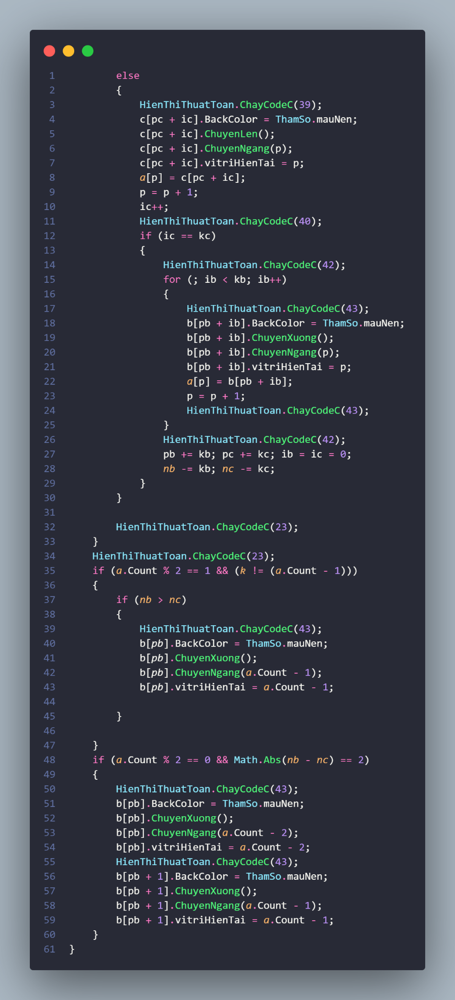 1 else
2 {
3 HienThiThuatToan.ChayCodeC(39);
4 c[pc + ic].BackColor = ThamSo.mauNen;
5 c[pc + ic].ChuyenLen();
6 c[pc + ic].ChuyenNgang(p);
7 c[pc + ic].vitriHienTai = p;
8 a[p] = c[pc + ic];
9 p = p + 1;
10 ic++;
11 HienThiThuatToan.ChayCodeC(40);
12 if (ic == kc)
13 {
14 HienThiThuatToan.ChayCodeC(42);
15 for (; ib < kb; ib++)
16 {
17 HienThiThuatToan.ChayCodeC(43);
18 b[pb + ib].BackColor = ThamSo.mauNen;
19 b[pb + ib].ChuyenXuong();
20 b[pb + ib].ChuyenNgang(p);
21 b[pb + ib].vitriHienTai = p;
22 a[p] = b[pb + ib];
23 p = p + 1;
24 HienThiThuatToan.ChayCodeC(43);
25 }
26 HienThiThuatToan.ChayCodeC(42);
27 pb += kb; pc += kc; ib = ic = 0;
28 nb -= kb; nc -= kc;
29 }
30 }
31
32 HienThiThuatToan.ChayCodeC(23);
33 }
34 HienThiThuatToan.ChayCodeC(23);
35 if (a.Count % 2 == 1 && (k != (a.Count - 1)))
36 {
37 if (nb > nc)
38 {
39 HienThiThuatToan.ChayCodeC(43);
40 b[pb].BackColor = ThamSo.mauNen;
41 b[pb].ChuyenXuong();
42 b[pb].ChuyenNgang(a.Count - 1);
43 b[pb].vitriHienTai = a.Count - 1;
44
45 }
46
47 }
48 if (a.Count % 2 == 0 && Math.Abs(nb - nc) == 2)
49 {
50 HienThiThuatToan.ChayCodeC(43);
51 b[pb].BackColor = ThamSo.mauNen;
52 b[pb].ChuyenXuong();
53 b[pb].ChuyenNgang(a.Count - 2);
54 b[pb].vitriHienTai = a.Count - 2;
55 HienThiThuatToan.ChayCodeC(43);
56 b[pb + 1].BackColor = ThamSo.mauNen;
57 b[pb + 1].ChuyenXuong();
58 b[pb + 1].ChuyenNgang(a.Count - 1);
59 b[pb + 1].vitriHienTai = a.Count - 1;
60 }
61 }